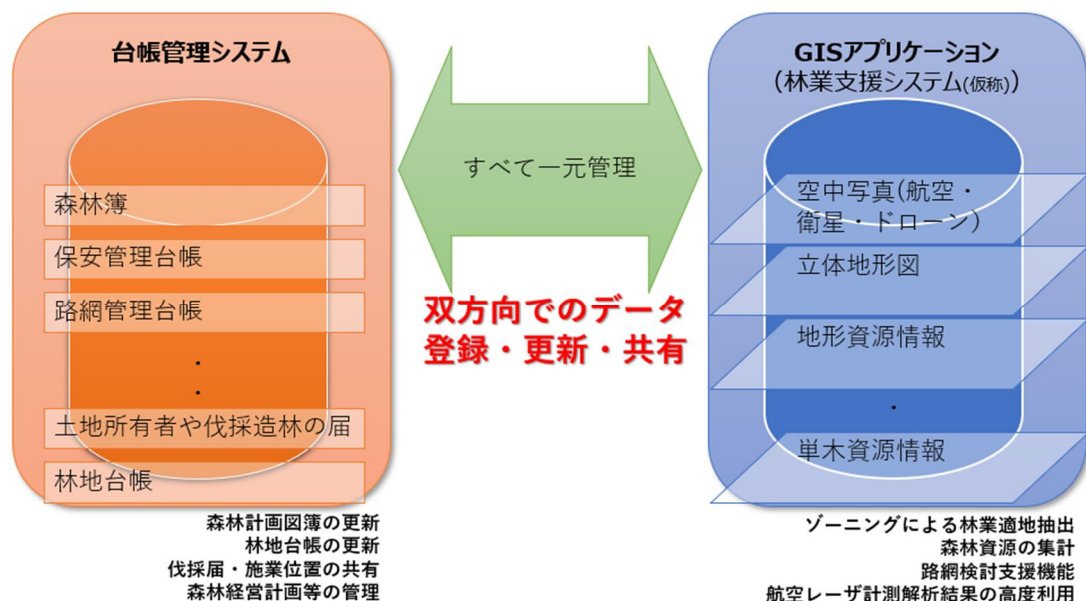 台帳管理システム
森林簿
保安管理台帳
路網管理台帳
・
・
土地所有者や伐採造林の届
林地台帳
森林計画図簿の更新
林地台帳の更新
伐採届・施業位置の共有
森林経営計画等の管理
すべて一元管理
双方向でのデータ
登録・更新・共有
GISアプリケーション
（林業支援システム(仮称)）
空中写真(航空・
衛星・ドローン）
立体地形図
地形資源情報
・
単木資源情報
ゾーニングによる林業適地抽出
森林資源の集計
路網検討支援機能
航空レーザ計測解析結果の高度利用